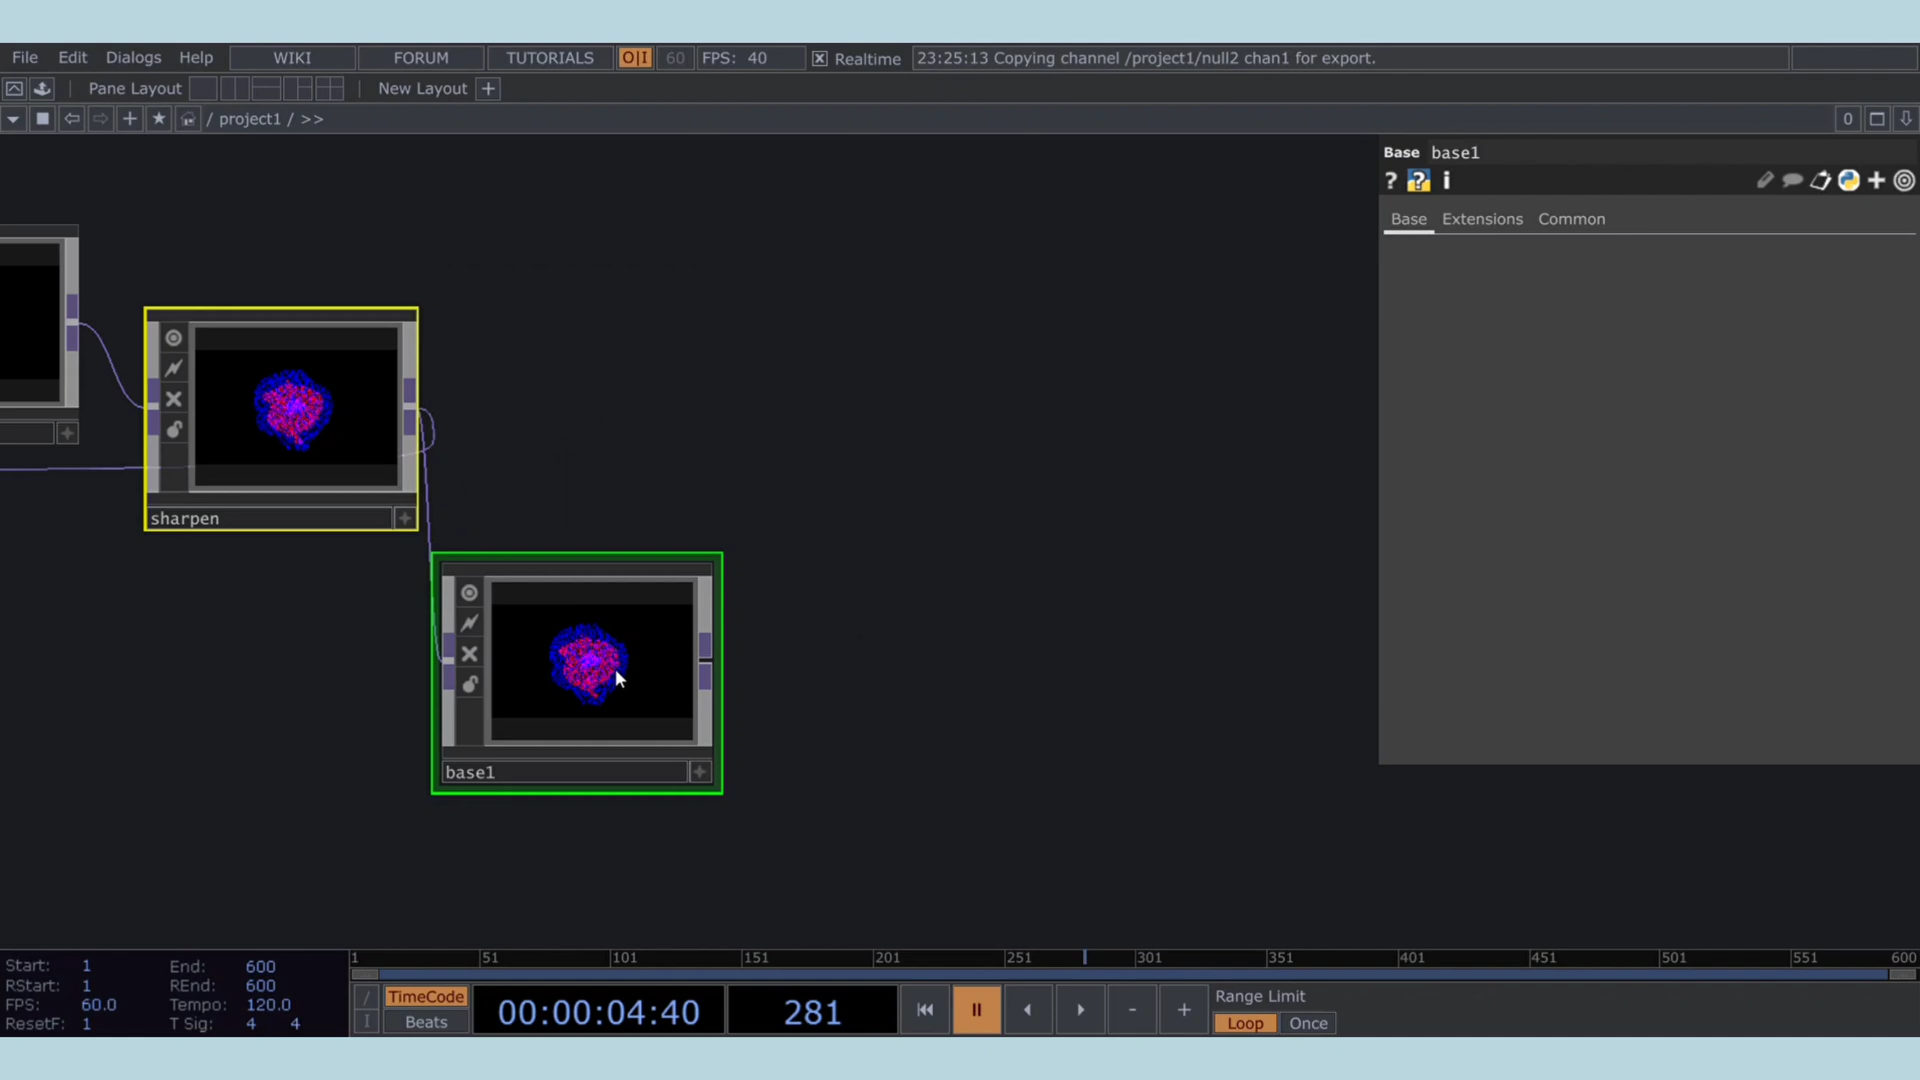 File Edit Dialogs Help WIKI FORUM TUTORIALS O|I 60 FPS: 40 Realtime 23:25:13 Copying channel /project1/null2 chan1 for export.
Pane Layout New Layout +
/ project1 / >> 0
Base base1
? ? i
Base Extensions Common
sharpen
base1
1 51 101 151 201 251 301 351 401 451 501 551 600
Start: 1 End: 600
RStart: 1 REnd: 600
FPS: 60.0 Tempo: 120.0
ResetF: 1 T Sig: 4 4
/ TimeCode 00:00:04:40 281 - + Range Limit
I Beats Loop Once